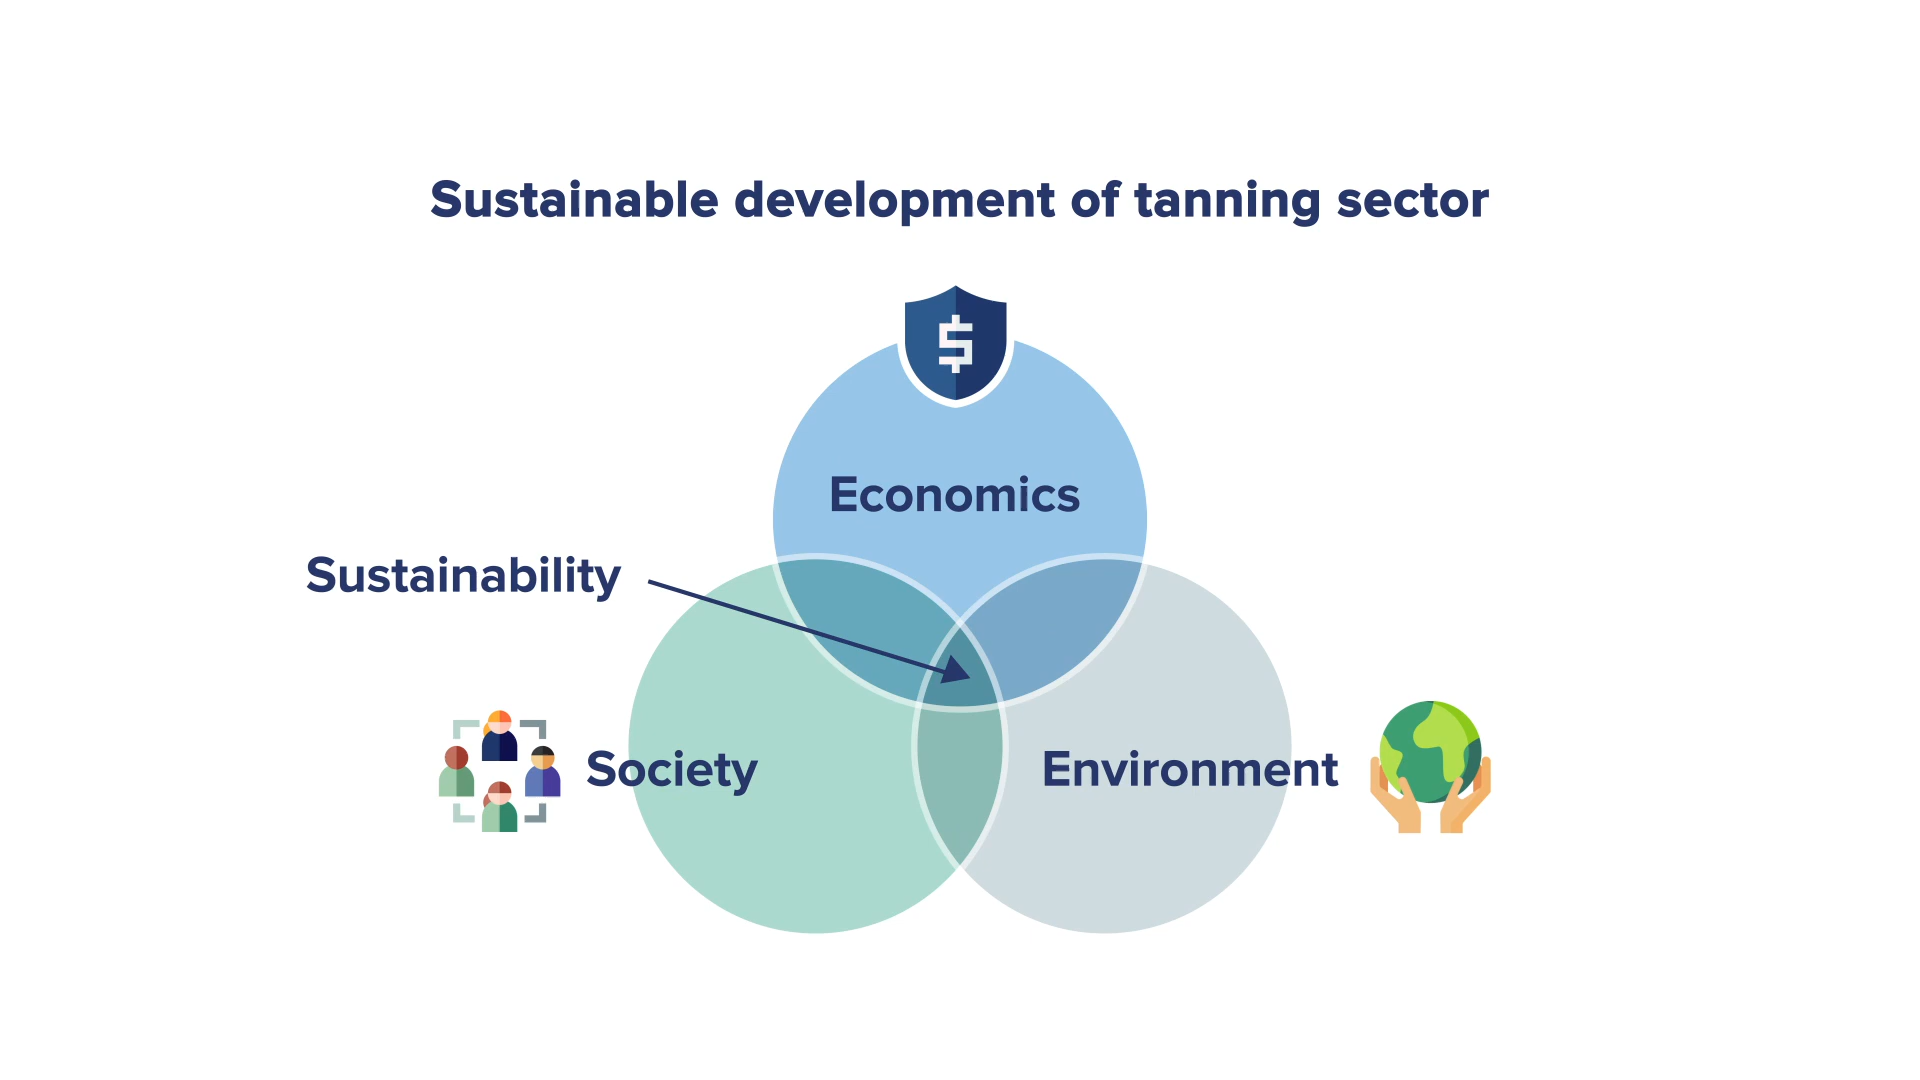 Sustainable development of tanning sector
$
Economics
Sustainability
Society
Environment